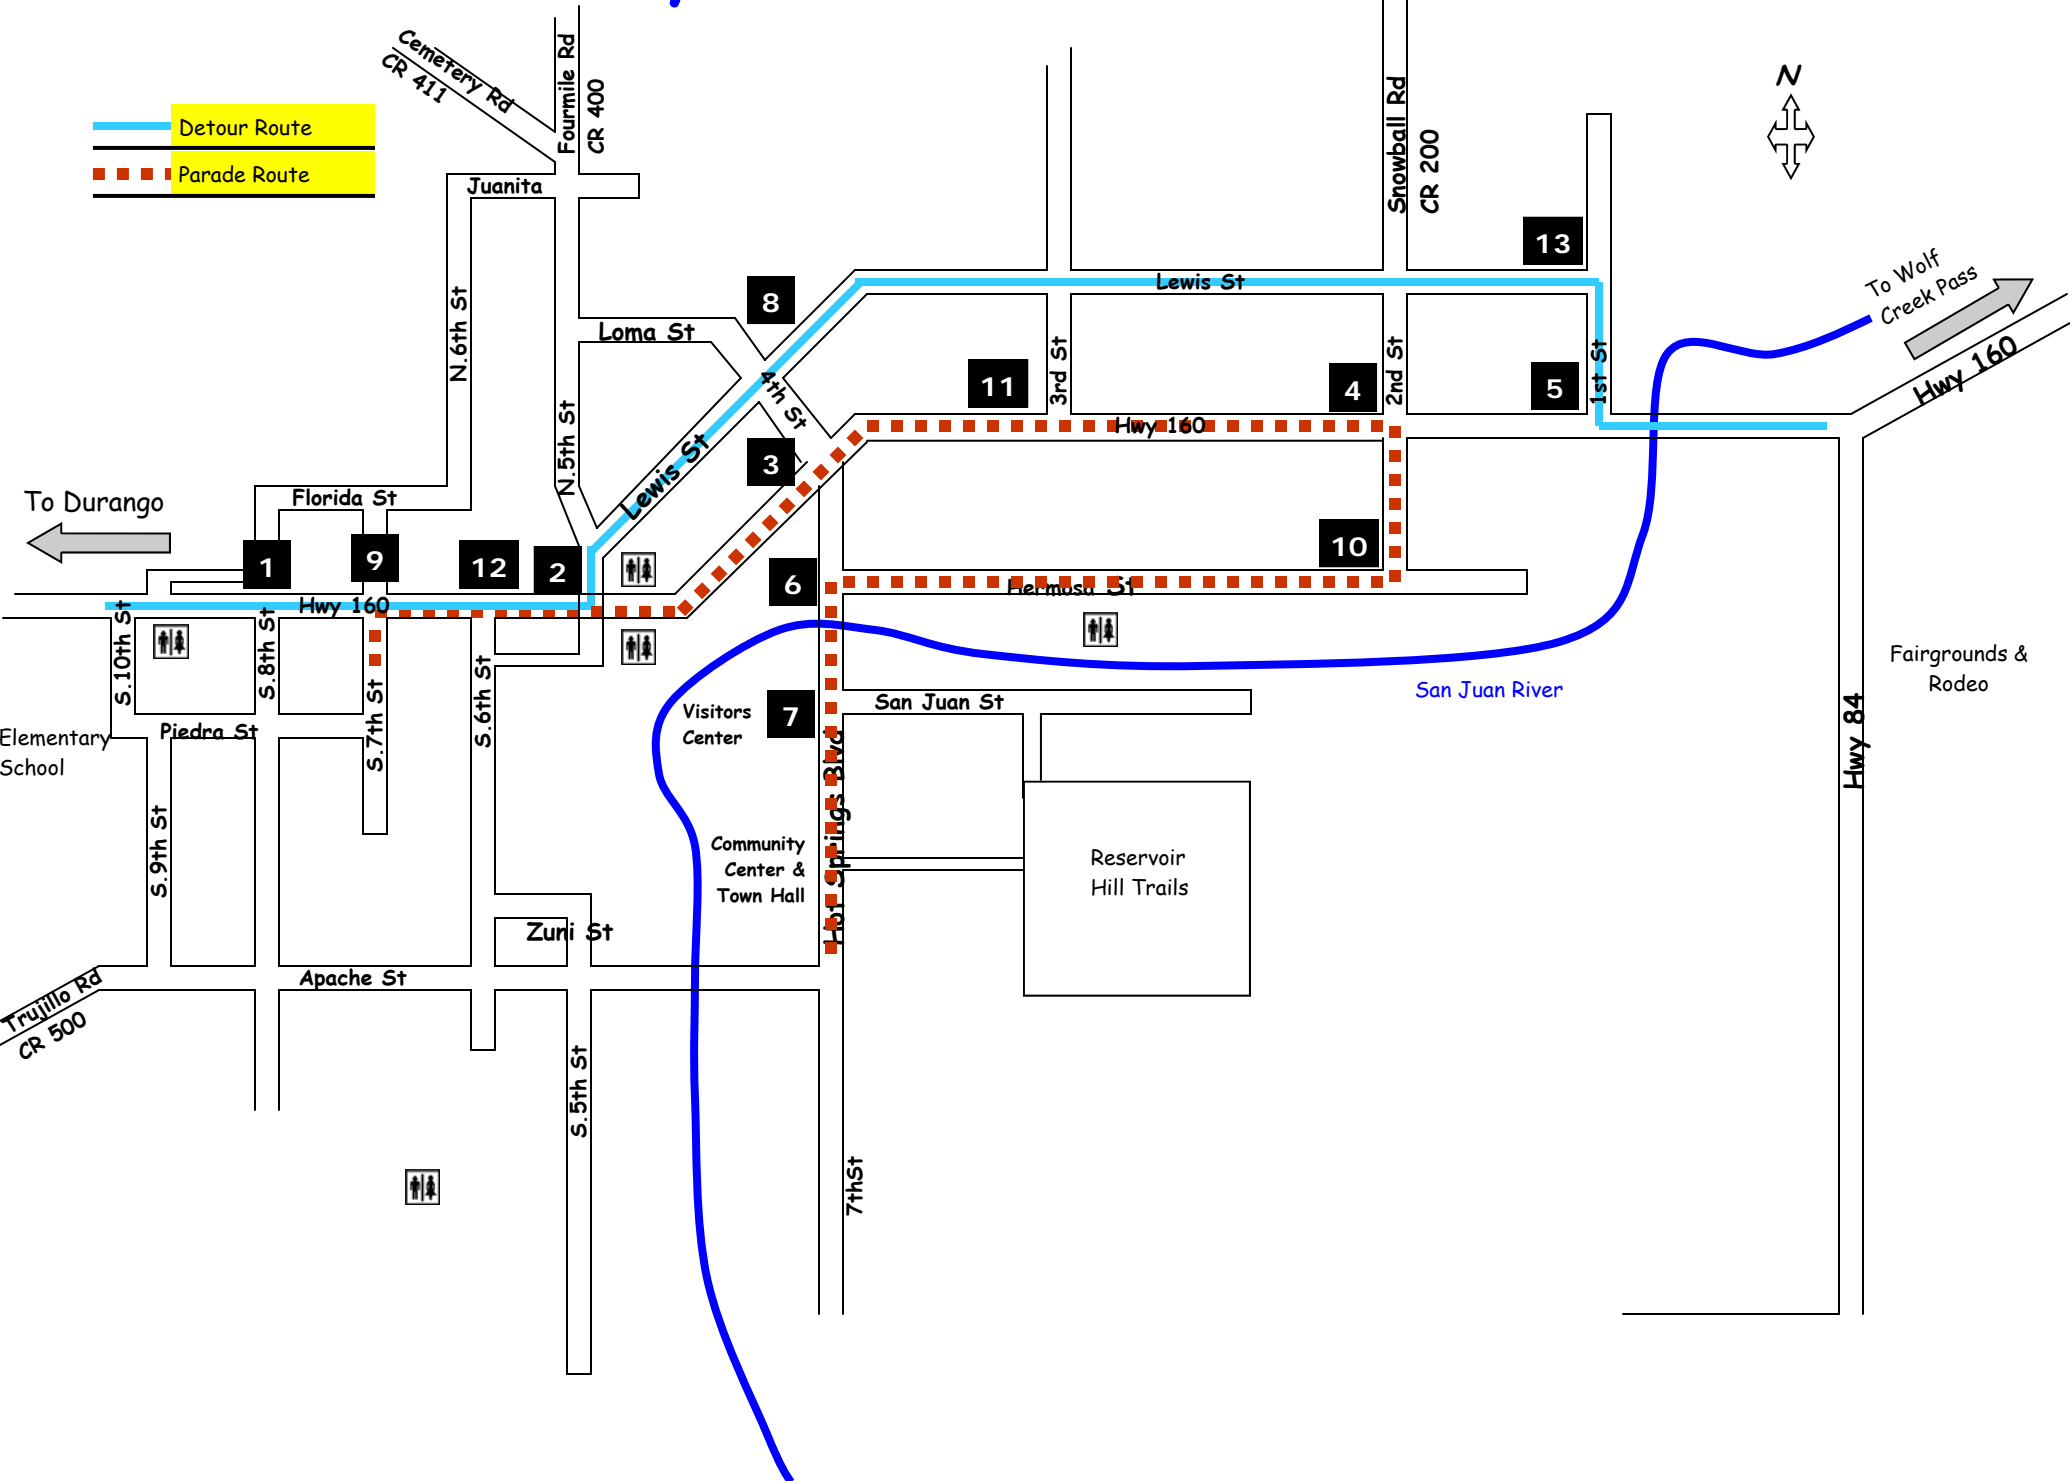 N
Cemetery Rd
CR 411
Fourmile Rd
CR 400
Snowball Rd
CR 200
Detour Route
Parade Route
Juanita
13
To Wolf
Creek Pass
8
Lewis St
Loma St
N.6th St
11
3rd St
4
2nd St
5
1st St
Hwy 160
4th St
Hwy 160
3
Lewis St
N.5th St
To Durango
Florida St
1
9
12
2
10
6
Hermosa St
Hwy 160
S.10th St
S.8th St
S.7th St
S.6th St
Fairgrounds &
Rodeo
San Juan River
San Juan St
Visitors
Center
7
Elementary
School
Piedra St
Hot Springs Blvd
Hwy 84
S.9th St
Community
Center &
Town Hall
Reservoir
Hill Trails
Zuni St
Apache St
Trujillo Rd
CR 500
S.5th St
7thSt